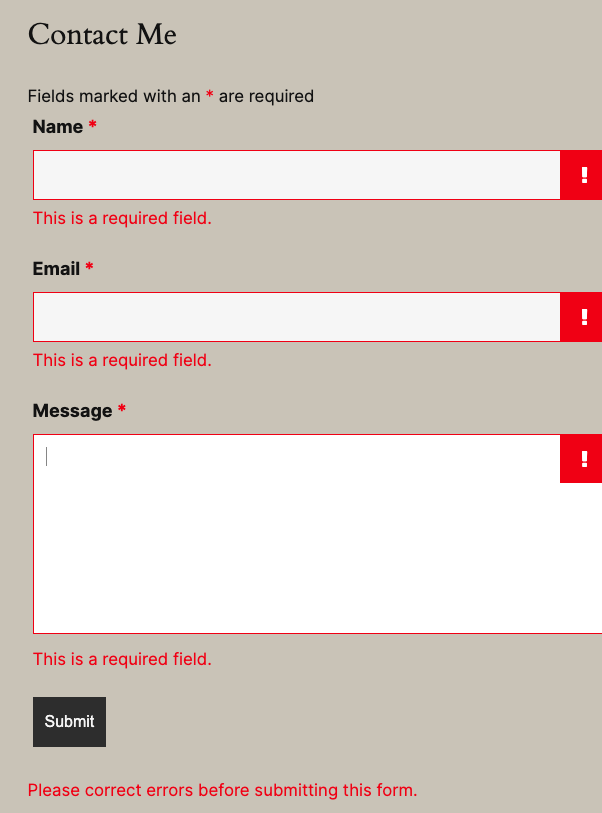 Contact Me
Fields marked with an * are required
Name *
!
This is a required field.
Email *
!
This is a required field.
Message *
!
This is a required field.
Submit
Please correct errors before submitting this form.